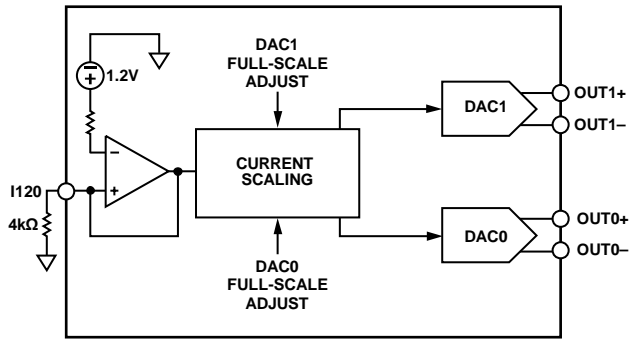 1.2V
DAC1
FULL-SCALE
ADJUST
DAC1
OUT1+
OUT1–
–
+
CURRENT
SCALING
I120
4kΩ
DAC0
OUT0+
OUT0–
DAC0
FULL-SCALE
ADJUST